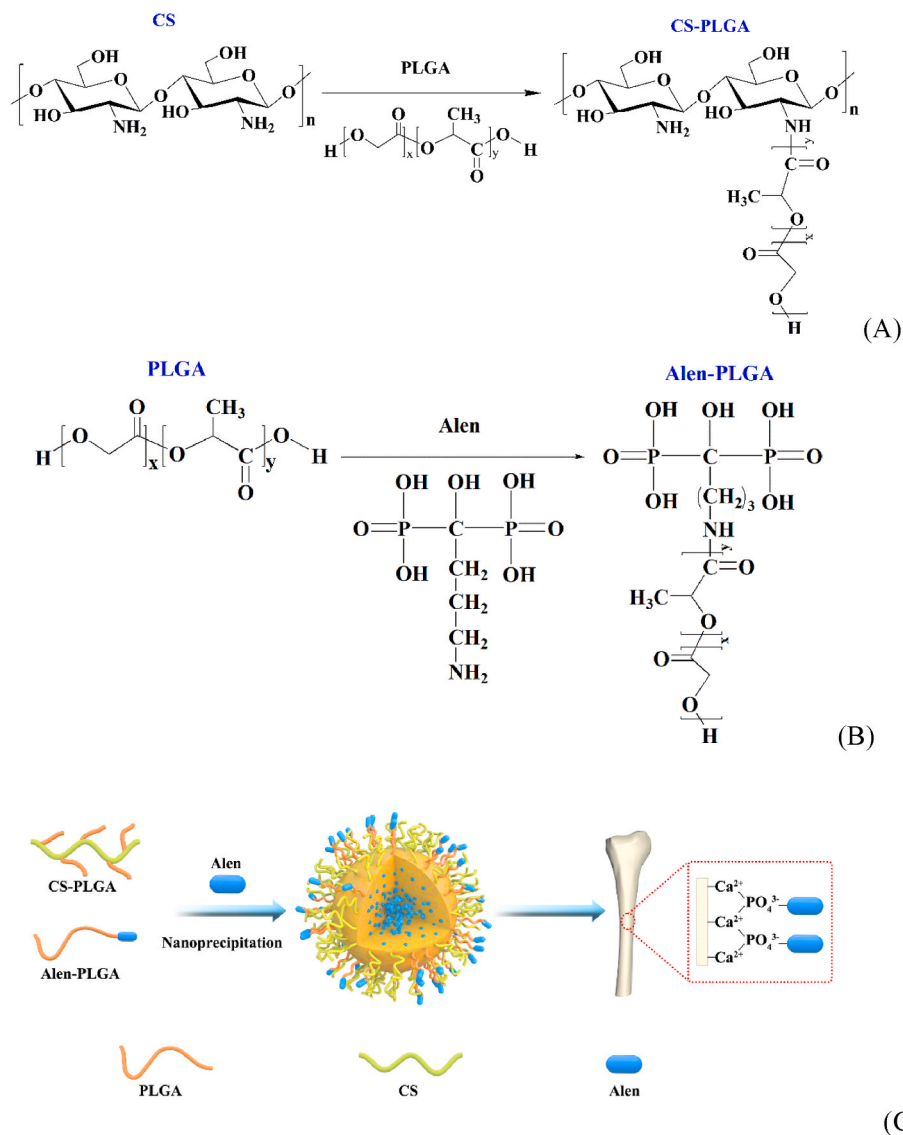 CS
CS-PLGA
OH
OH
HO
NH2
HO
NH2
n
PLGA
CH3
H
O
O
x
O
C
O
y
O
H
OH
OH
HO
NH2
HO
NH
n
y
C
O
H3C
O
x
O
O
H
(A)
PLGA
Alen-PLGA
H
O
O
x
O
CH3
C
O
y
O
H
Alen
OH
OH
OH
O=P
C
P=O
OH
CH2
OH
CH2
CH2
NH2
OH
OH
OH
O=P
C
P=O
OH
(CH2)3
OH
NH
y
C=O
H3C
O
x
O
O
H
(B)
CS-PLGA
Alen-PLGA
Alen
Nanoprecipitation
Ca2+
PO43-
Ca2+
PO43-
Ca2+
PLGA
CS
Alen